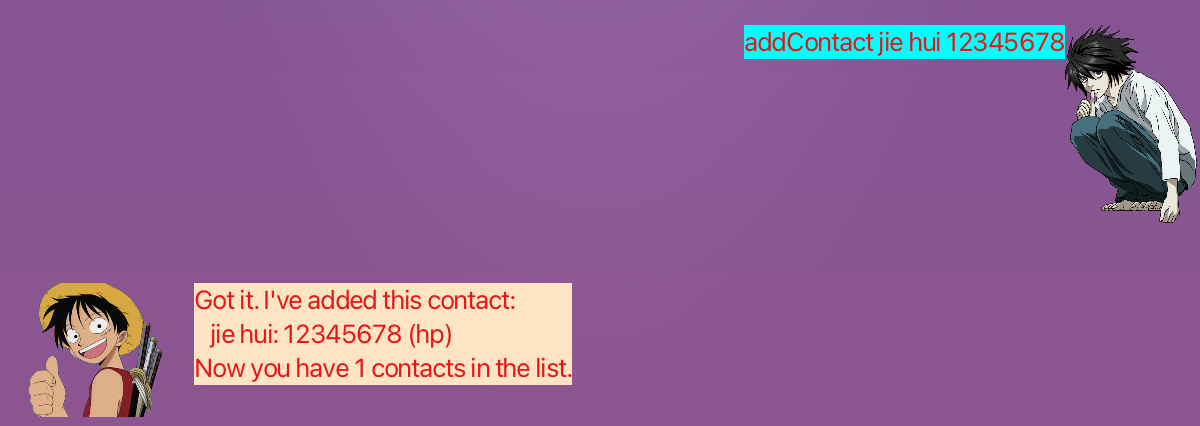 addContact jie hui 12345678
Got it. I've added this contact:
jie hui: 12345678 (hp)
Now you have 1 contacts in the list.